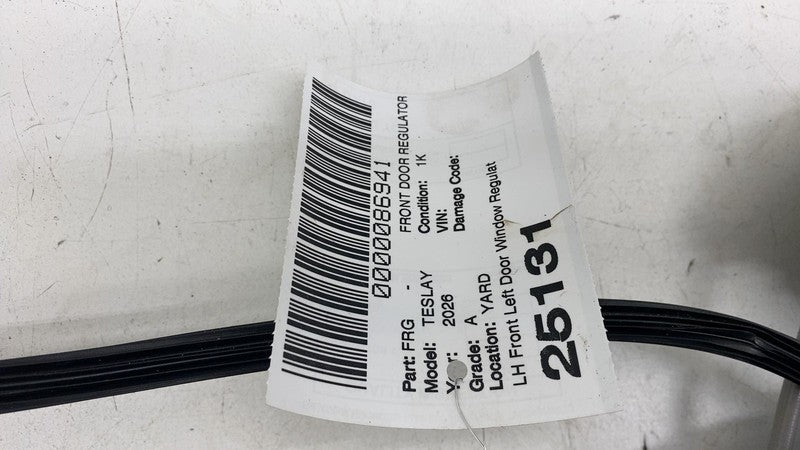 0000086941
Part: FRG - FRONT DOOR REGULATOR
Model: TESLAY Condition: 1K
Year: 2026 VIN:
Grade: A Damage Code:
Location: YARD
LH Front Left Door Window Regulat
25131